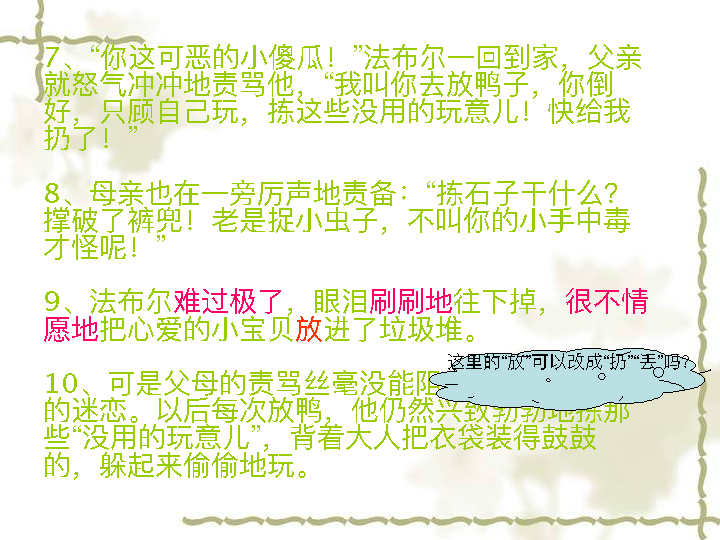 7、“你这可恶的小傻瓜！”法布尔一回到家，父亲
就怒气冲冲地责骂他，“我叫你去放鸭子，你倒
好，只顾自己玩，拣这些没用的玩意儿！快给我
扔了！”
8、母亲也在一旁厉声地责备：“拣石子干什么？
撑破了裤兜！老是捉小虫子，不叫你的小手中毒
才怪呢！”
9、法布尔难过极了，眼泪刷刷地往下掉，很不情
愿地把心爱的小宝贝放进了垃圾堆。
这里的“放”可以改成“扔”“丢”吗？
10、可是父母的责骂丝毫没能阻
的迷恋。以后每次放鸭，他仍然兴致勃勃地拣那
些“没用的玩意儿”，背着大人把衣袋装得鼓鼓
的，躲起来偷偷地玩。